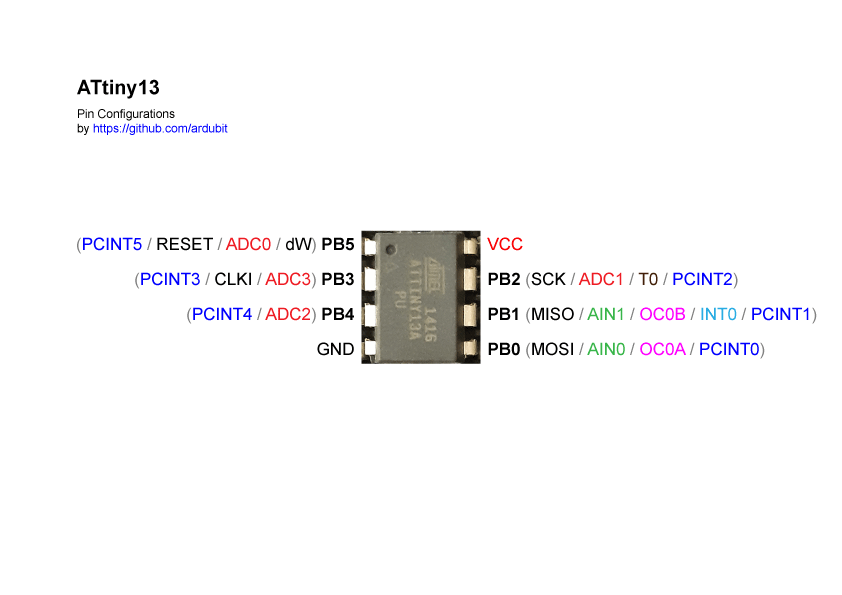 ATtiny13
Pin Configurations
by https://github.com/ardubit
(PCINT5 / RESET / ADC0 / dW) PB5
VCC
(PCINT3 / CLKI / ADC3) PB3
PB2 (SCK / ADC1 / T0 / PCINT2)
(PCINT4 / ADC2) PB4
PB1 (MISO / AIN1 / OC0B / INT0 / PCINT1)
GND
PB0 (MOSI / AIN0 / OC0A / PCINT0)
ATMEL
1416
ATTINY13A
PU